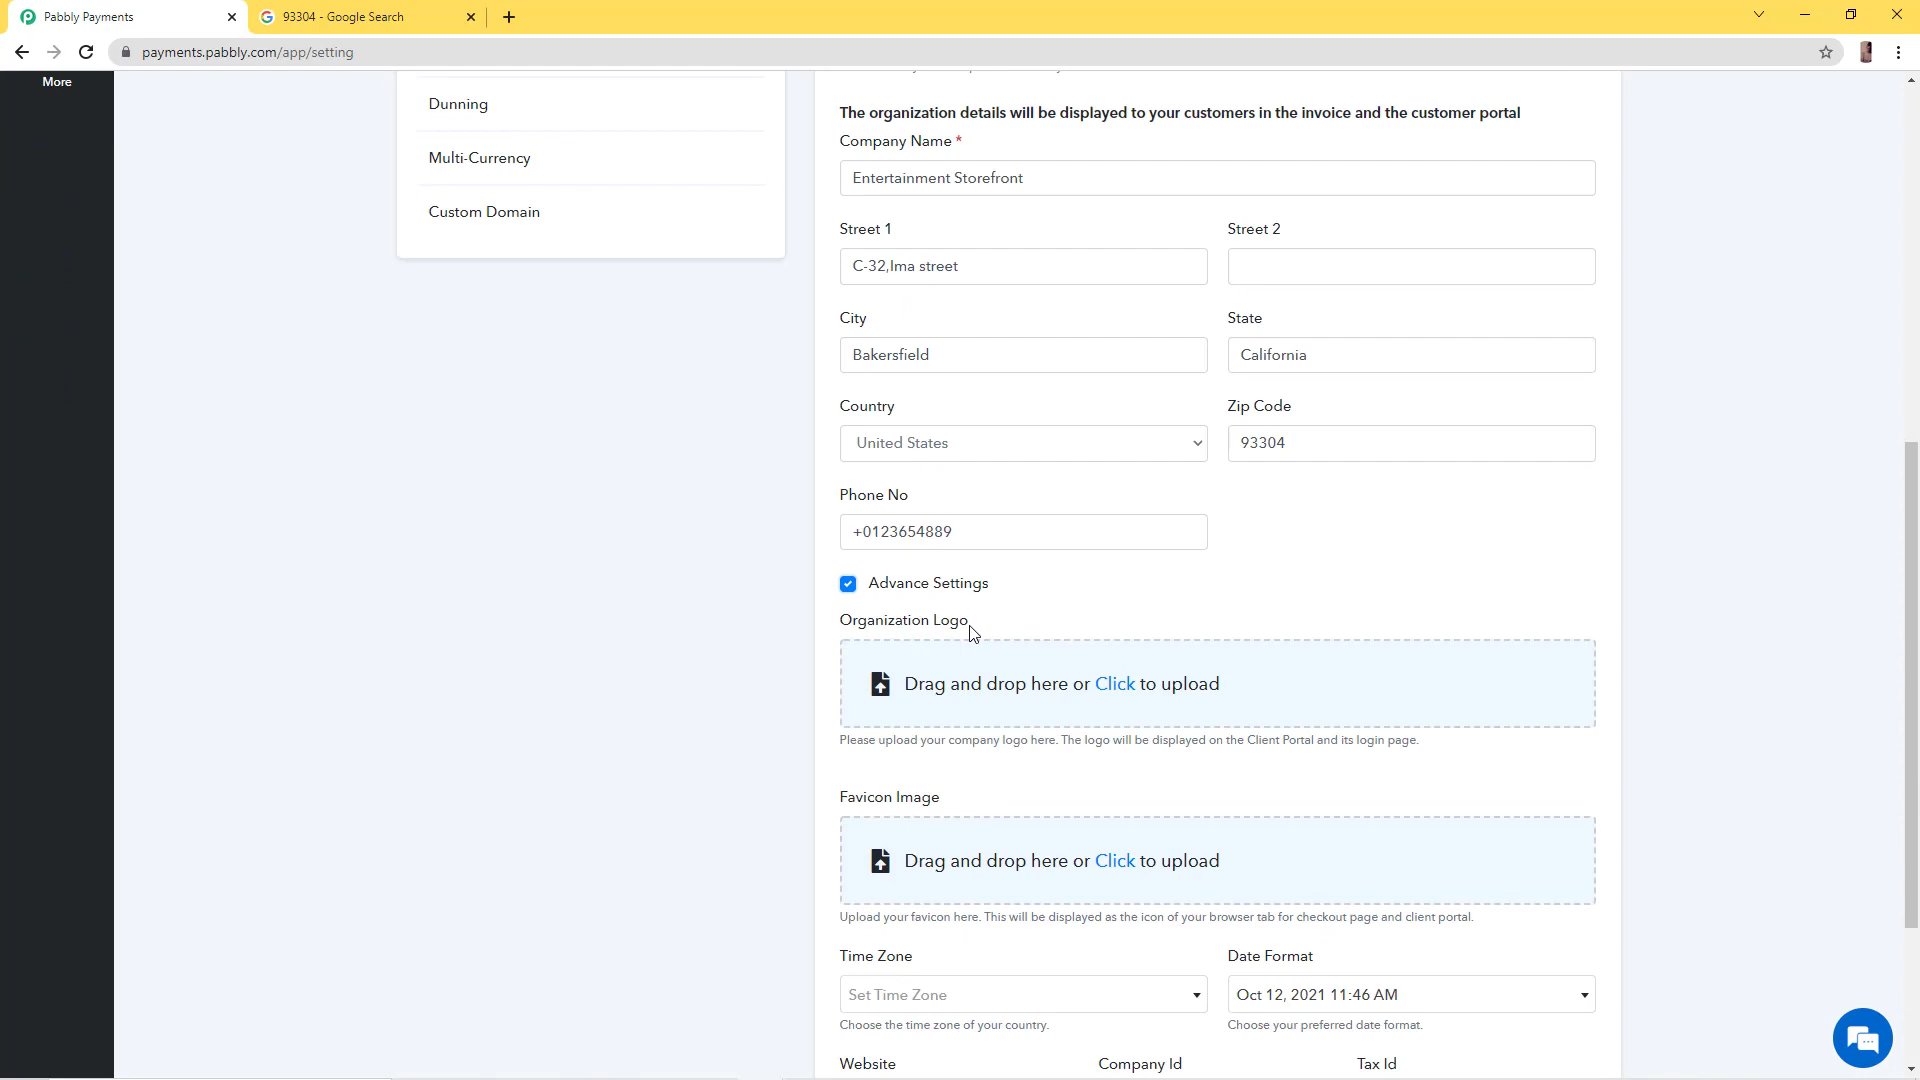 Pabbly Payments
93304 - Google Search
payments.pabbly.com/app/setting
More
Dunning
Multi-Currency
Custom Domain
The organization details will be displayed to your customers in the invoice and the customer portal
Company Name *
Entertainment Storefront
Street 1
Street 2
C-32,lma street
City
State
Bakersfield
California
Country
Zip Code
United States
93304
Phone No
+0123654889
Advance Settings
Organization Logo
Drag and drop here or Click to upload
Please upload your company logo here. The logo will be displayed on the Client Portal and its login page.
Favicon Image
Drag and drop here or Click to upload
Upload your favicon here. This will be displayed as the icon of your browser tab for checkout page and client portal.
Time Zone
Date Format
Set Time Zone
Oct 12, 2021 11:46 AM
Choose the time zone of your country.
Choose your preferred date format.
Website
Company Id
Tax Id